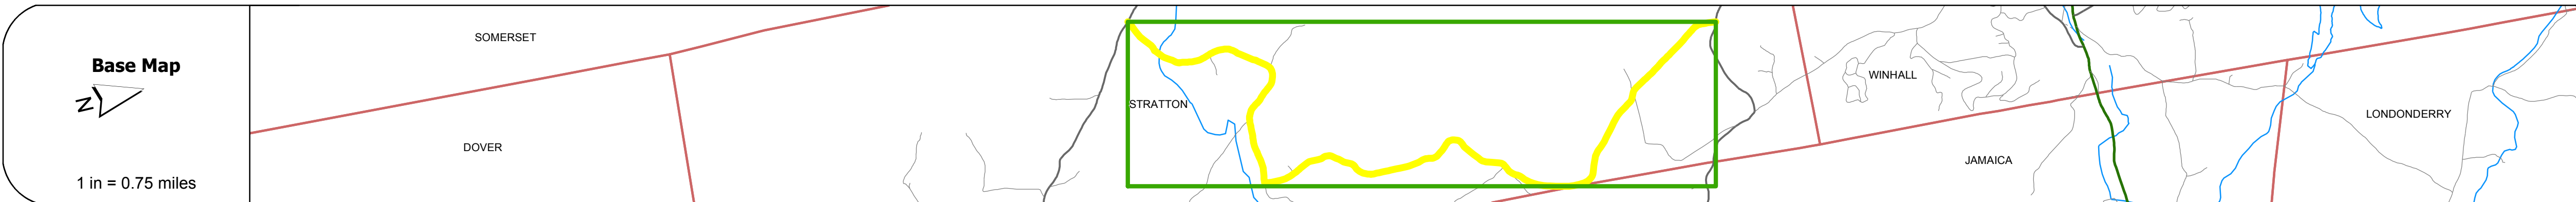 Base Map
N
1 in = 0.75 miles
SOMERSET
DOVER
STRATTON
WINHALL
JAMAICA
LONDONDERRY